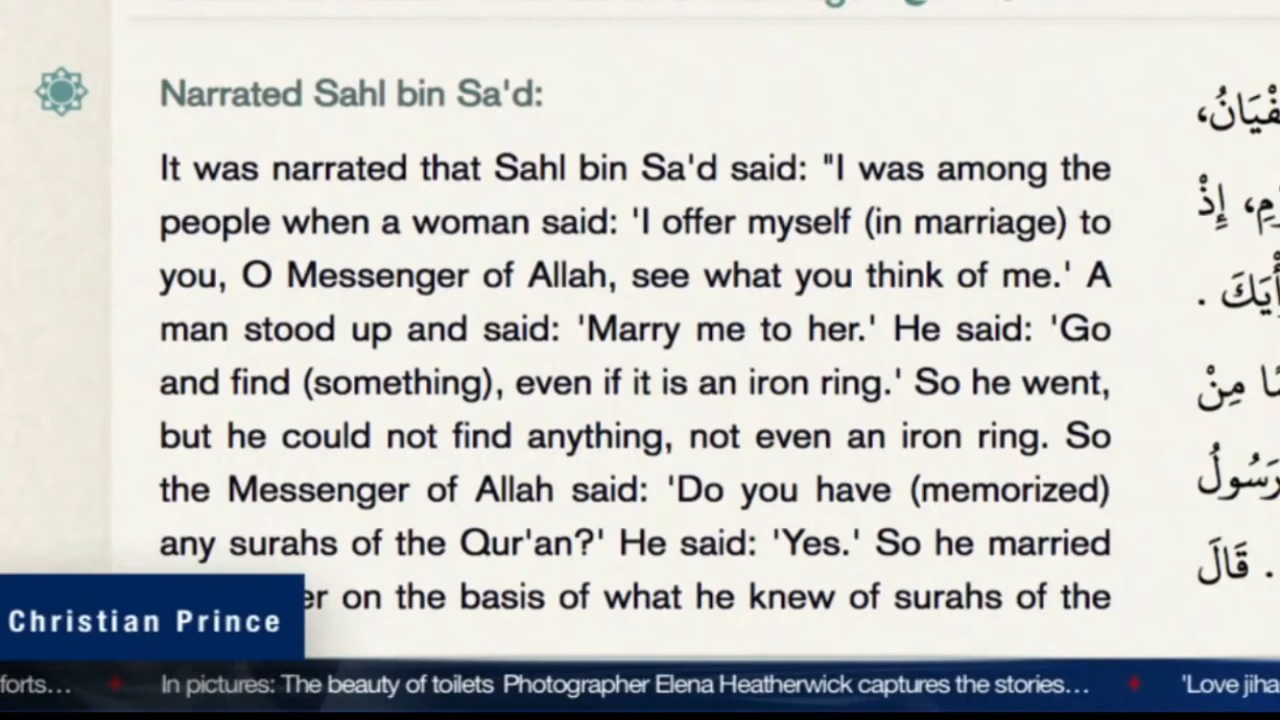 Narrated Sahl bin Sa'd:
It was narrated that Sahl bin Sa'd said: "I was among the
people when a woman said: 'I offer myself (in marriage) to
you, O Messenger of Allah, see what you think of me.' A
man stood up and said: 'Marry me to her.' He said: 'Go
and find (something), even if it is an iron ring.' So he went,
but he could not find anything, not even an iron ring. So
the Messenger of Allah said: 'Do you have (memorized)
any surahs of the Qur'an?' He said: 'Yes.' So he married
on the basis of what he knew of surahs of the
مِنْ
قَالَ .
Christian Prince
forts... In pictures: The beauty of toilets Photographer Elena Heatherwick captures the stories... 'Love jiha